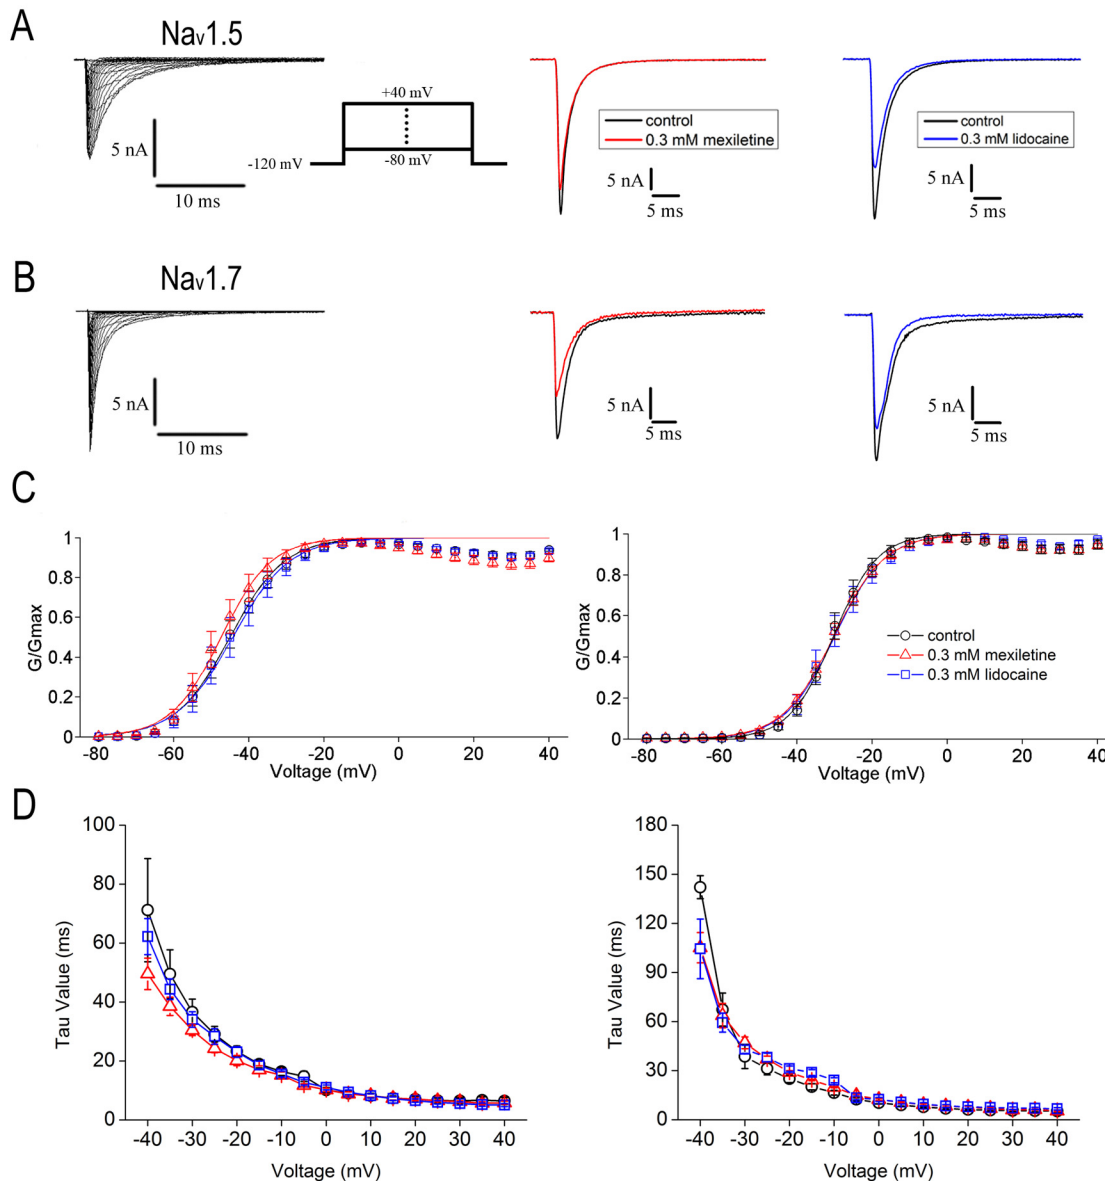 A
Nav1.5
5 nA
10 ms
+40 mV
-120 mV
-80 mV
control
0.3 mM mexiletine
5 nA
5 ms
control
0.3 mM lidocaine
5 nA
5 ms
B
Nav1.7
5 nA
10 ms
5 nA
5 ms
5 nA
5 ms
C
G/Gmax
1
0.8
0.6
0.4
0.2
0
-80 -60 -40 -20 0 20 40
Voltage (mV)
G/Gmax
1
0.8
0.6
0.4
0.2
0
control
0.3 mM mexiletine
0.3 mM lidocaine
-80 -60 -40 -20 0 20 40
Voltage (mV)
D
Tau Value (ms)
100
80
60
40
20
0
-40 -30 -20 -10 0 10 20 30 40
Voltage (mV)
Tau Value (ms)
180
150
120
90
60
30
0
-40 -30 -20 -10 0 10 20 30 40
Voltage (mV)